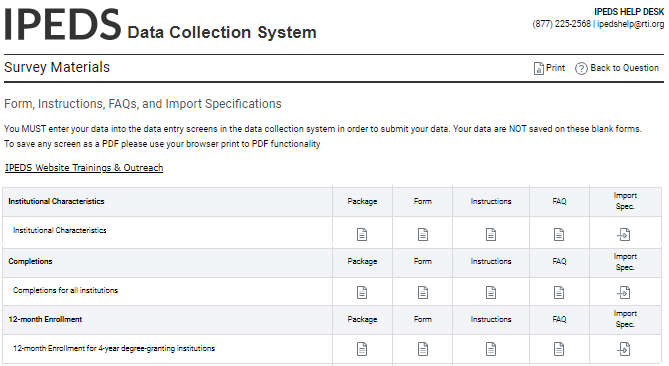 IPEDS Data Collection System
IPEDS HELP DESK
(877) 225-2568 | ipedshelp@rti.org
Survey Materials
Print
Back to Question
Form, Instructions, FAQs, and Import Specifications
You MUST enter your data into the data entry screens in the data collection system in order to submit your data. Your data are NOT saved on these blank forms.
To save any screen as a PDF please use your browser print to PDF functionality
IPEDS Website Trainings & Outreach
Institutional Characteristics Package Form Instructions FAQ Import Spec.
Institutional Characteristics
Completions Package Form Instructions FAQ Import Spec.
Completions for all institutions
12-month Enrollment Package Form Instructions FAQ Import Spec.
12-month Enrollment for 4-year degree-granting institutions